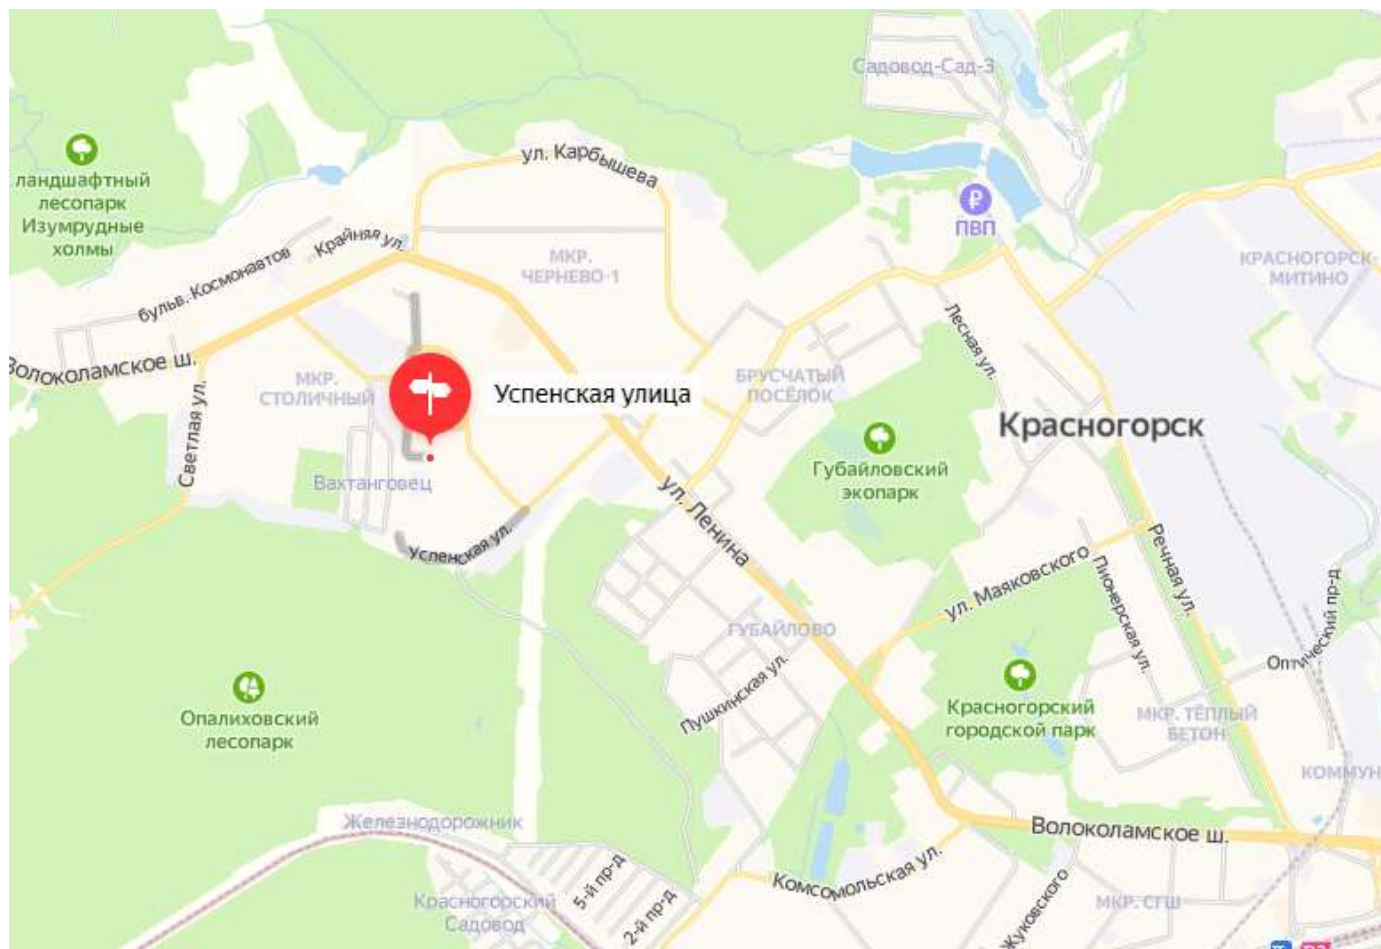 Садовод-Сад-3
ул. Карбышева
ландшафтный
лесопарк
Изумрудные
холмы
₽
ПВП
Крайняя ул.
бульв. Космонавтов
МКР.
ЧЕРНЕВО-1
КРАСНОГОРСК-
МИТИНО
Лесная ул.
Волоколамское ш.
МКР.
СТОЛИЧНЫЙ
Успенская улица
БРУСЧАТЫЙ
ПОСЁЛОК
Светлая ул.
Красногорск
Губайловский
экопарк
Вахтанговец
ул. Ленина
Успенская ул.
Речная ул.
ул. Маяковского
Пионерская ул.
Оптический пр-д
ГУБАЙЛОВО
Пушкинская ул.
Опалиховский
лесопарк
Красногорский
городской парк
МКР. ТЁПЛЫЙ
БЕТОН
КОММУН
Железнодорожник
Волоколамское ш.
5-й пр-д
2-й пр-д
Комсомольская ул.
Красногорский
Садовод
Жуковского
МКР. СГШ